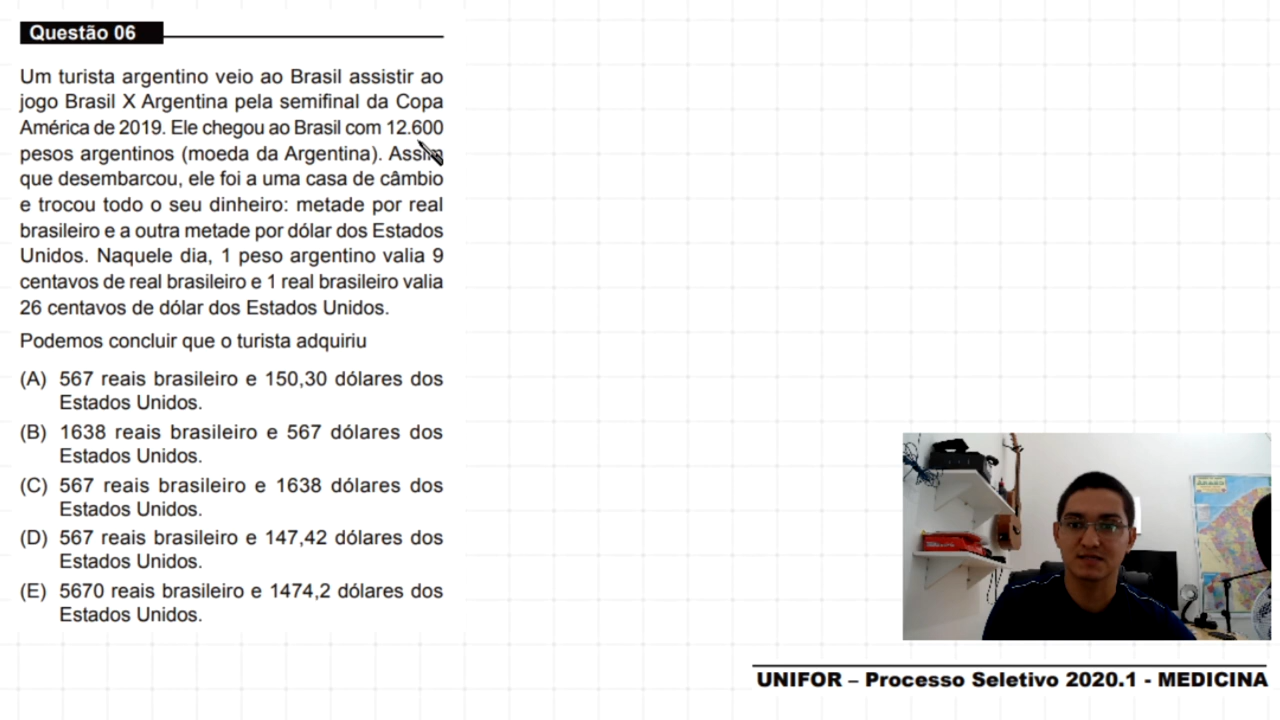 Questão 06
Um turista argentino veio ao Brasil assistir ao
jogo Brasil X Argentina pela semifinal da Copa
América de 2019. Ele chegou ao Brasil com 12.600
pesos argentinos (moeda da Argentina). Assim
que desembarcou, ele foi a uma casa de câmbio
e trocou todo o seu dinheiro: metade por real
brasileiro e a outra metade por dólar dos Estados
Unidos. Naquele dia, 1 peso argentino valia 9
centavos de real brasileiro e 1 real brasileiro valia
26 centavos de dólar dos Estados Unidos.
Podemos concluir que o turista adquiriu
(A) 567 reais brasileiro e 150,30 dólares dos
Estados Unidos.
(B) 1638 reais brasileiro e 567 dólares dos
Estados Unidos.
(C) 567 reais brasileiro e 1638 dólares dos
Estados Unidos.
(D) 567 reais brasileiro e 147,42 dólares dos
Estados Unidos.
(E) 5670 reais brasileiro e 1474,2 dólares dos
Estados Unidos.
UNIFOR – Processo Seletivo 2020.1 - MEDICINA